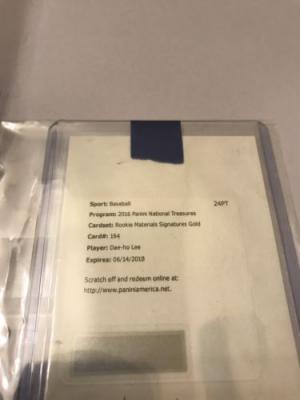 Sport: Baseball 24PT
Program: 2016 Panini National Treasures
Cardset: Rookie Materials Signatures Gold
Card#: 194
Player: Dae-ho Lee
Expires: 06/14/2018
Scratch off and redeem online at:
http://www.paniniamerica.net.